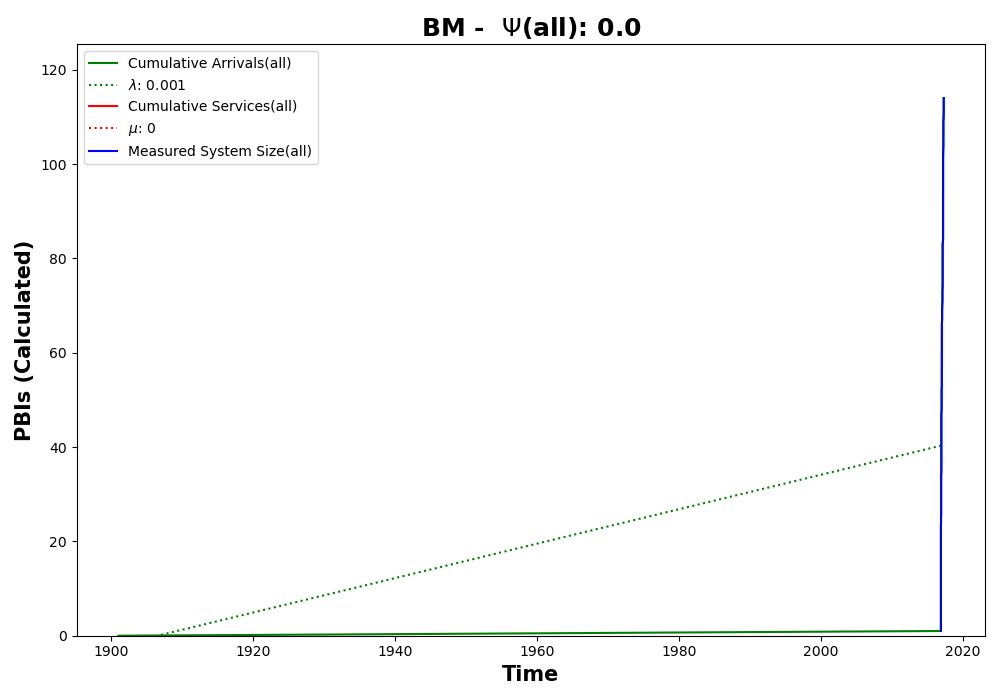 BM - Ψ(all): 0.0
Cumulative Arrivals(all)
λ: 0.001
Cumulative Services(all)
μ: 0
Measured System Size(all)
PBIs (Calculated)
120
100
80
60
40
20
0
1900 1920 1940 1960 1980 2000 2020
Time